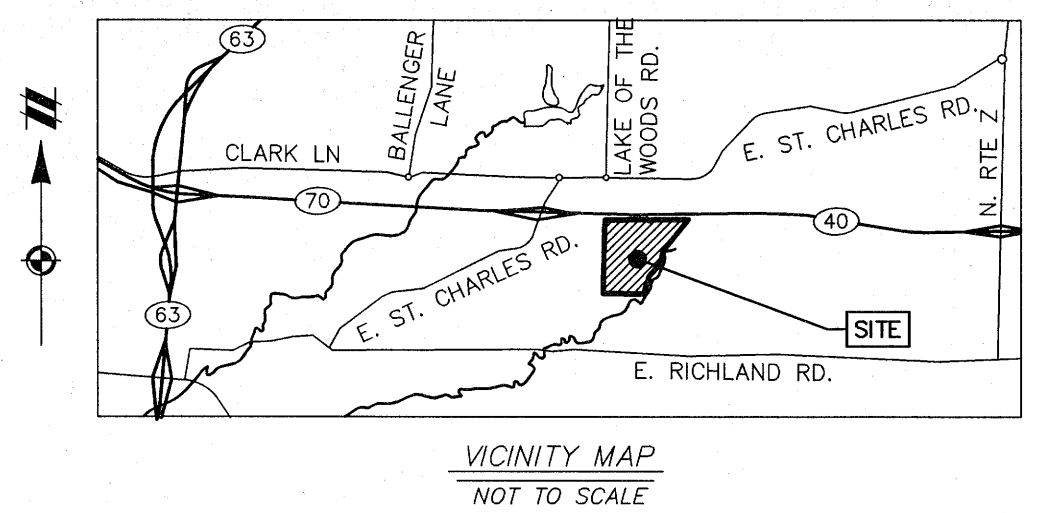 63
BALLENGER
LANE
LAKE OF THE
WOODS RD.
E. ST. CHARLES RD.
N. RTE Z
CLARK LN
70
40
E. ST. CHARLES RD.
63
SITE
E. RICHLAND RD.
VICINITY MAP
NOT TO SCALE